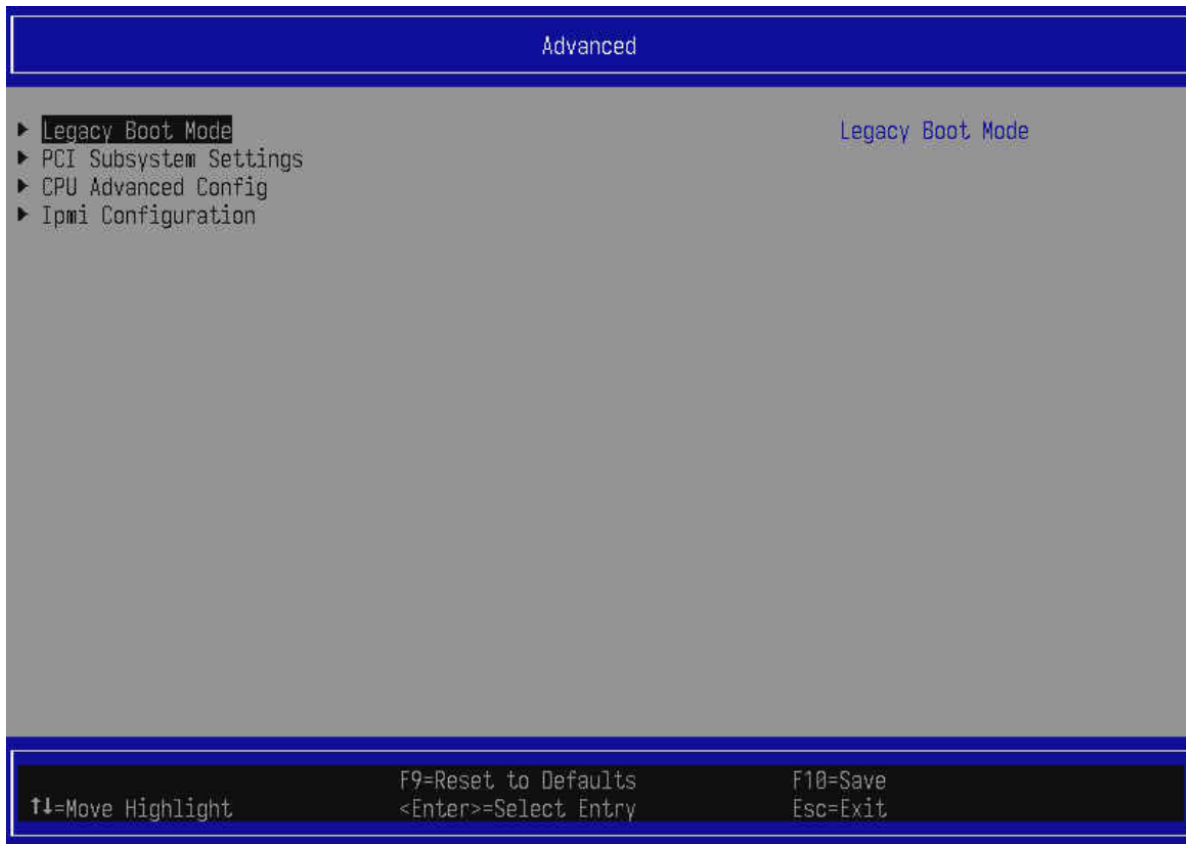 Advanced
▶ Legacy Boot Mode
Legacy Boot Mode
▶ PCI Subsystem Settings
▶ CPU Advanced Config
▶ Ipmi Configuration
F9=Reset to Defaults F10=Save
↑↓=Move Highlight <Enter>=Select Entry Esc=Exit